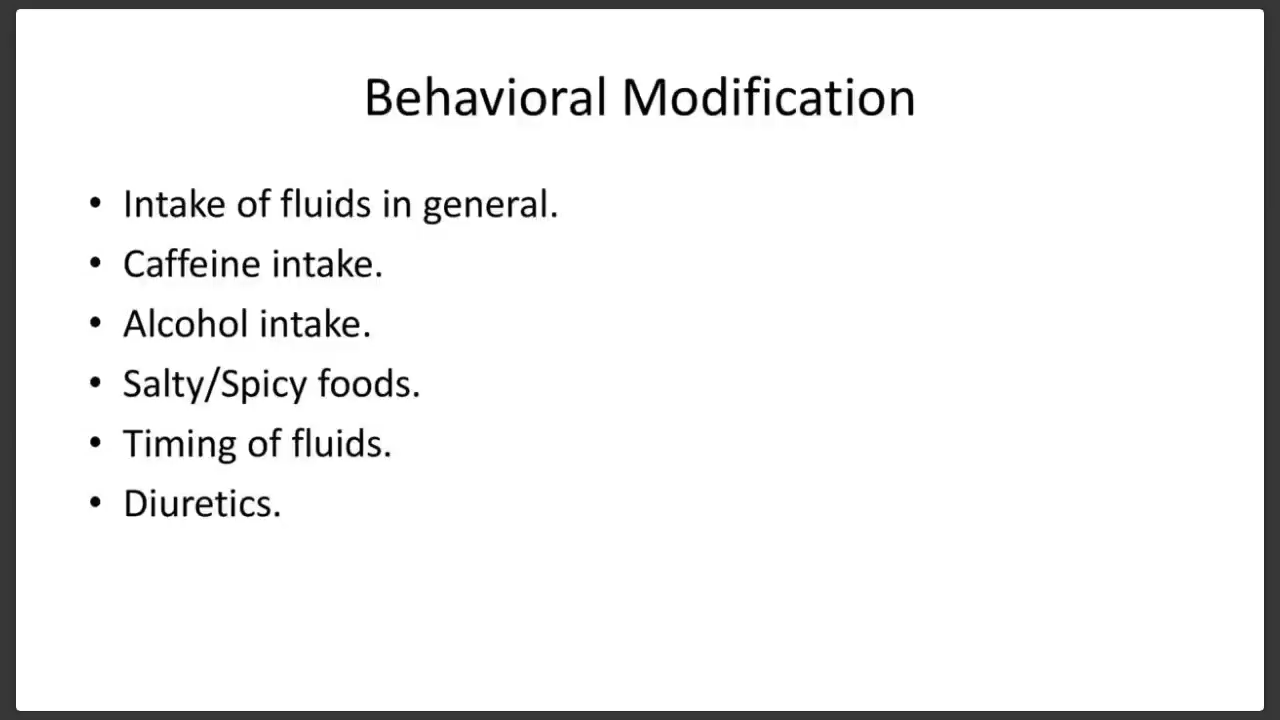 Behavioral Modification
• Intake of fluids in general.
• Caffeine intake.
• Alcohol intake.
• Salty/Spicy foods.
• Timing of fluids.
• Diuretics.